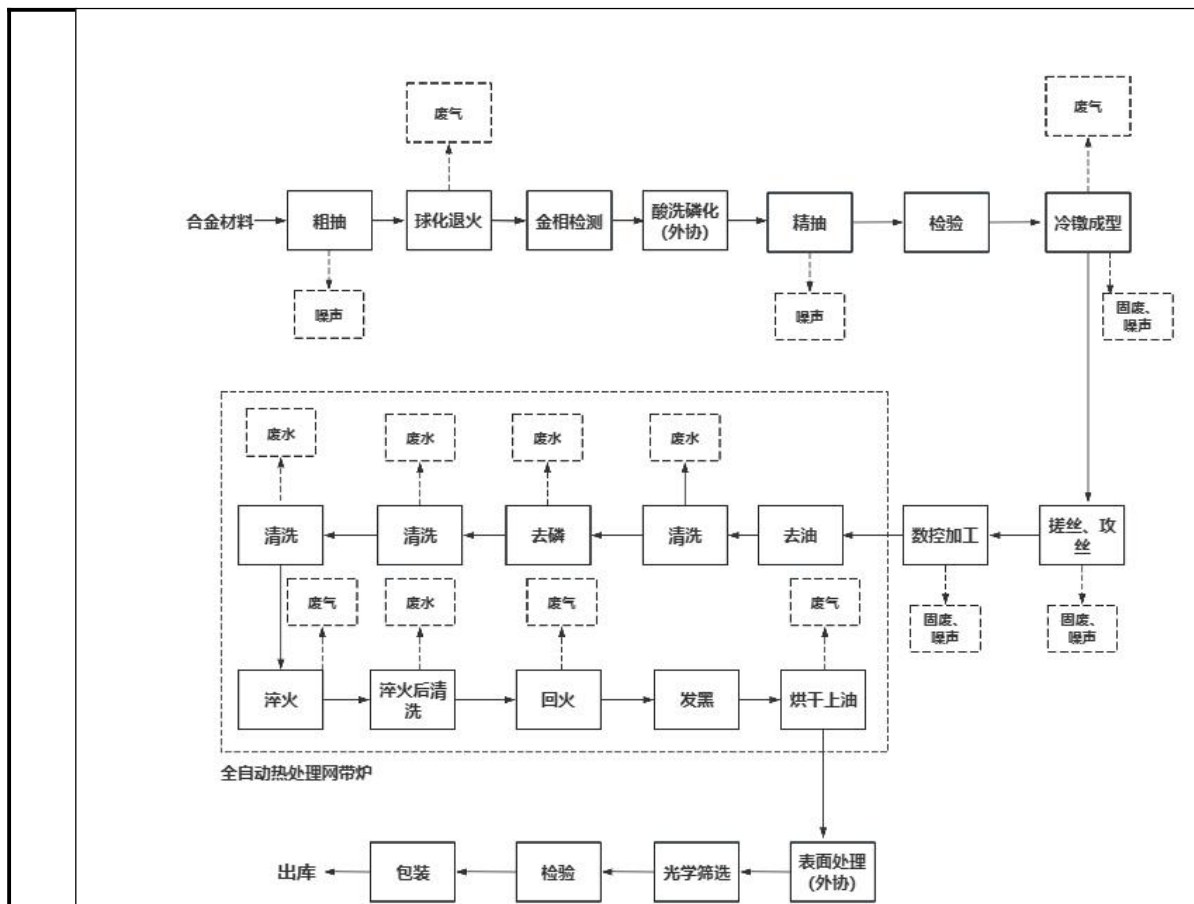 废气
废气
合金材料
粗抽
球化退火
金相检测
酸洗磷化
(外协)
精抽
检验
冷镦成型
噪声
噪声
固废、
噪声
废水
废水
废水
废水
清洗
清洗
去磷
清洗
去油
数控加工
搓丝、攻
丝
废气
废水
废气
废气
固废、
噪声
固废、
噪声
淬火
淬火后清
洗
回火
发黑
烘干上油
全自动热处理网带炉
出库
包装
检验
光学筛选
表面处理
(外协)